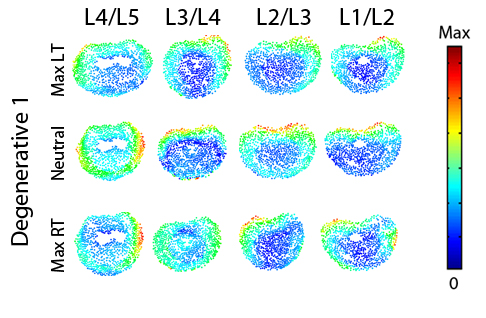 L4/L5 L3/L4 L2/L3 L1/L2
Max
Max LT
Neutral
Max RT
Degenerative 1
0